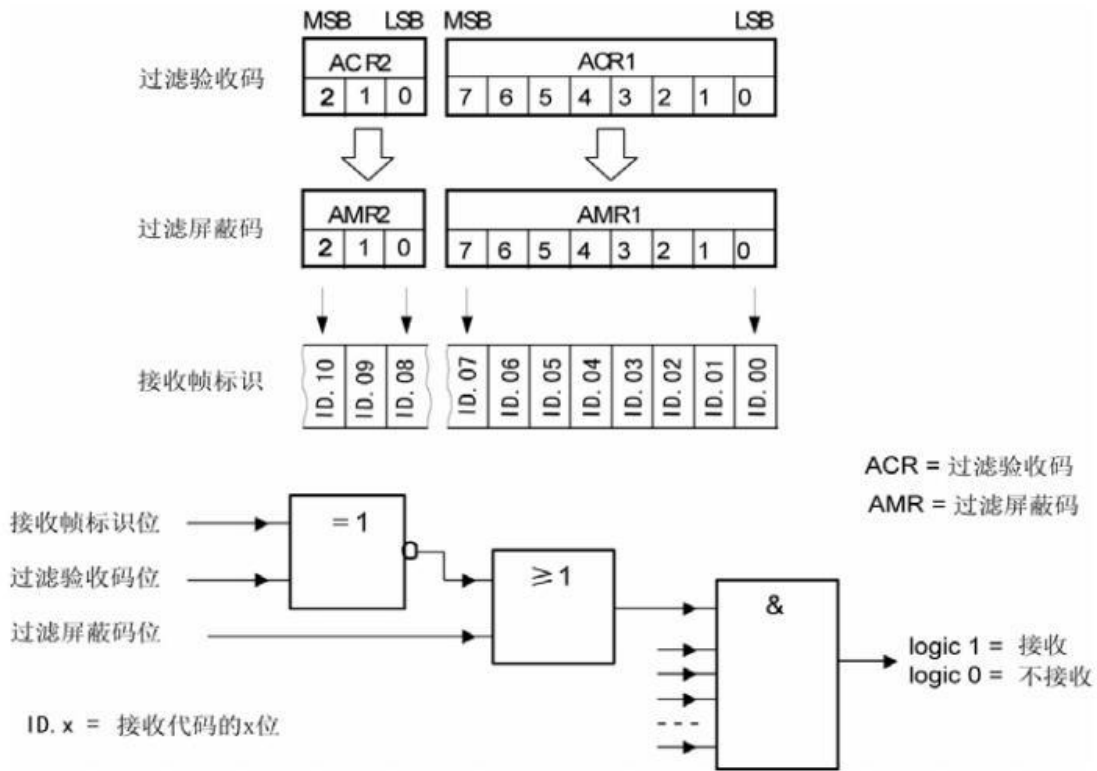 MSB LSB MSB LSB
过滤验收码 ACR2 ACR1
2 1 0 7 6 5 4 3 2 1 0
过滤屏蔽码 AMR2 AMR1
2 1 0 7 6 5 4 3 2 1 0
接收帧标识 ID.10 ID.09 ID.08 ID.07 ID.06 ID.05 ID.04 ID.03 ID.02 ID.01 ID.00
ACR = 过滤验收码
AMR = 过滤屏蔽码
接收帧标识位
过滤验收码位
过滤屏蔽码位
=1
≥1
&
logic 1 = 接收
logic 0 = 不接收
ID.x = 接收代码的x位